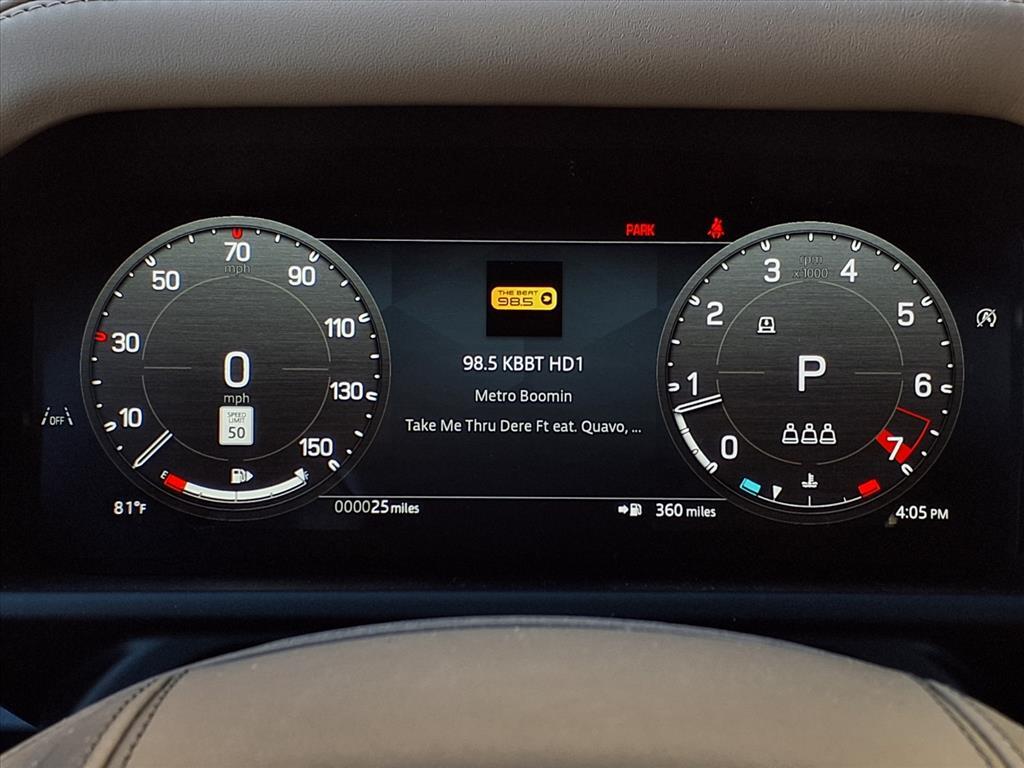 PARK
70
mph
50
90
30
110
10
130
150
0
mph
SPEED
LIMIT
50
E
F
OFF
THE BEAT
98.5
98.5 KBBT HD1
Metro Boomin
Take Me Thru Dere Ft eat. Quavo, ...
rpm
x1000
3
4
2
5
1
6
0
7
P
A
81°F
000025 miles
360 miles
4:05 PM